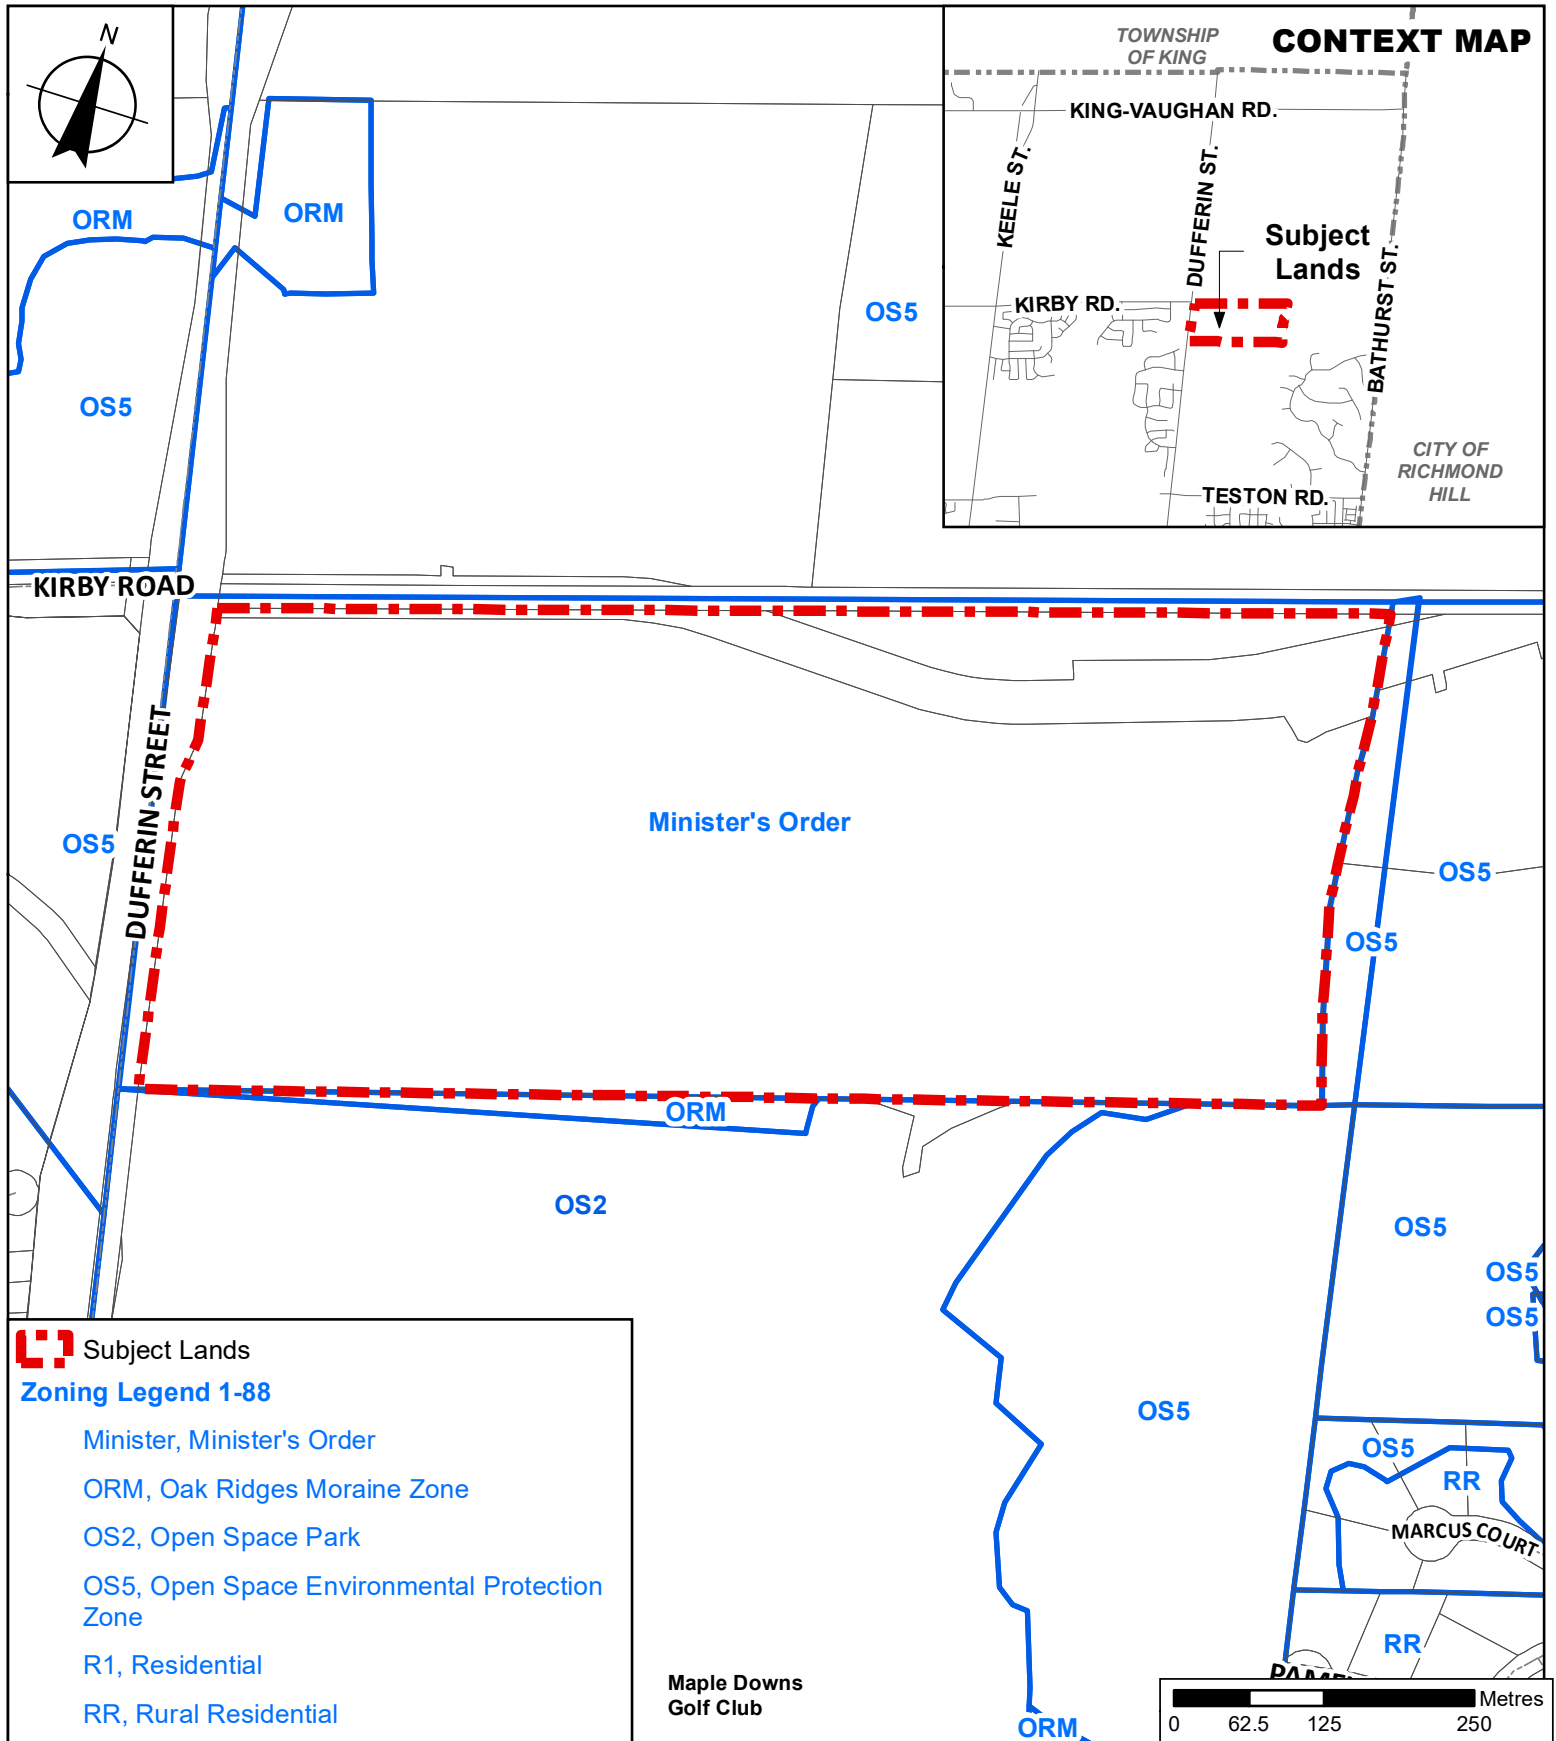 N
CONTEXT MAP
TOWNSHIP
OF KING
KING-VAUGHAN RD.
KEELE ST.
DUFFERIN ST.
BATHURST ST.
Subject
Lands
KIRBY RD.
CITY OF
RICHMOND
HILL
TESTON RD.
ORM
ORM
OS5
OS5
KIRBY ROAD
DUFFERIN STREET
OS5
Minister's Order
OS5
OS5
ORM
OS2
OS5
OS5
OS5
OS5
OS5
RR
MARCUS COURT
RR
ORM
Maple Downs
Golf Club
Subject Lands
Zoning Legend 1-88
Minister, Minister's Order
ORM, Oak Ridges Moraine Zone
OS2, Open Space Park
OS5, Open Space Environmental Protection
Zone
R1, Residential
RR, Rural Residential
Metres
0 62.5 125 250